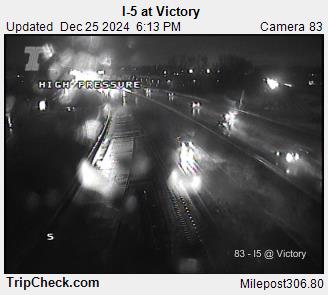 I-5 at Victory
Updated Dec 25 2024 6:13 PM Camera 83
HIGH PRESSURE
S
83 - I5 @ Victory
TripCheck.com Milepost306.80